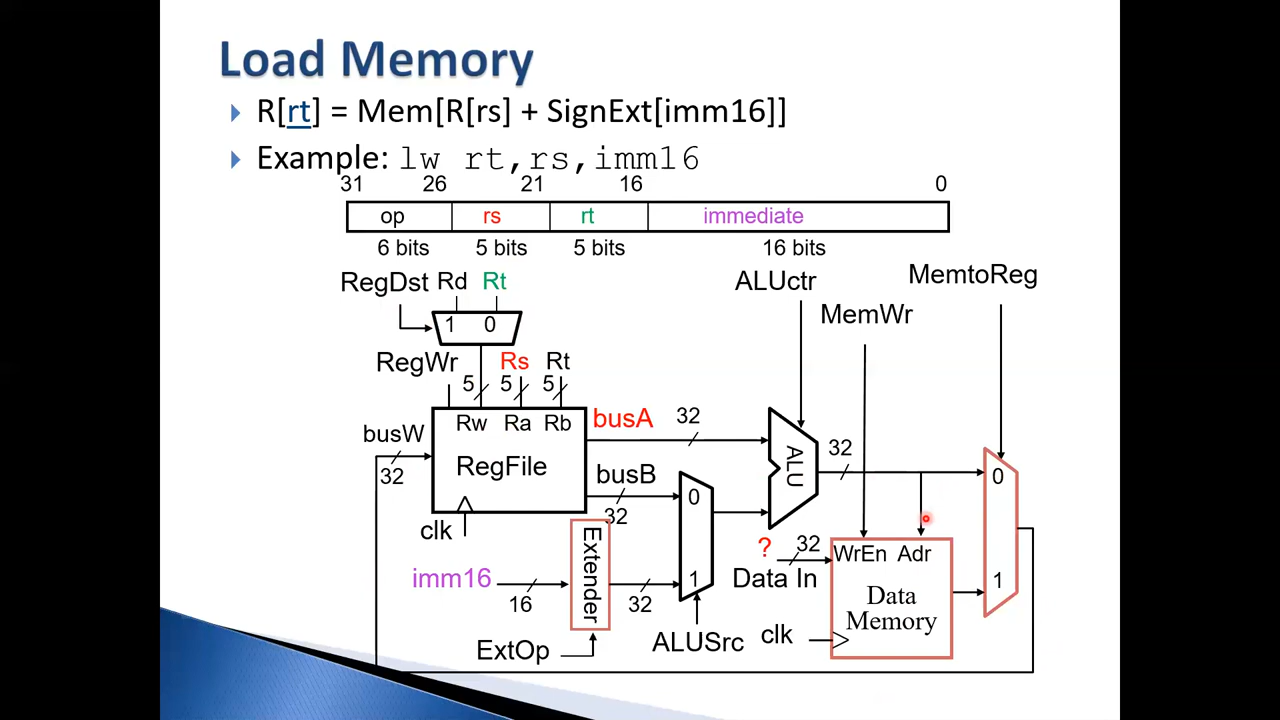 Load Memory
R[rt] = Mem[R[rs] + SignExt[imm16]]
Example: lw rt,rs,imm16
31 26 21 16 0
op rs rt immediate
6 bits 5 bits 5 bits 16 bits
RegDst Rd Rt ALUctr MemtoReg
MemWr
1 0
RegWr Rs Rt
5 5 5
busW Rw Ra Rb busA 32
32 RegFile busB ALU 32 0
32 0
clk
Extender ? 32 WrEn Adr
imm16 1 Data In Data Memory 1
16 32
ExtOp ALUSrc clk